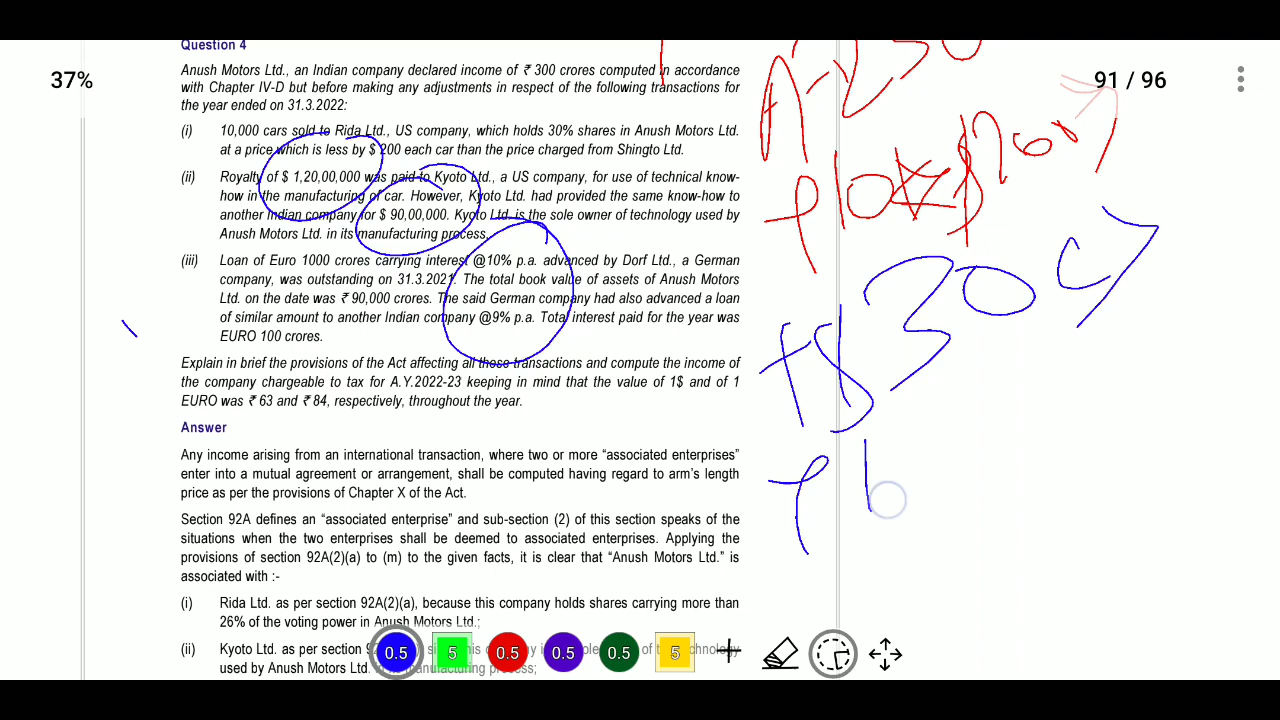 Question 4
37%
91 / 96
Anush Motors Ltd., an Indian company declared income of ₹ 300 crores computed in accordance
with Chapter IV-D but before making any adjustments in respect of the following transactions for
the year ended on 31.3.2022:
(i) 10,000 cars sold to Rida Ltd., US company, which holds 30% shares in Anush Motors Ltd.
at a price which is less by $ 200 each car than the price charged from Shingto Ltd.
(ii) Royalty of $ 1,20,00,000 was paid to Kyoto Ltd., a US company, for use of technical know-
how in the manufacturing of car. However, Kyoto Ltd. had provided the same know-how to
another Indian company for $ 90,00,000. Kyoto Ltd. is the sole owner of technology used by
Anush Motors Ltd. in its manufacturing process.
(iii) Loan of Euro 1000 crores carrying interest @10% p.a. advanced by Dorf Ltd., a German
company, was outstanding on 31.3.2021. The total book value of assets of Anush Motors
Ltd. on the date was ₹ 90,000 crores. The said German company had also advanced a loan
of similar amount to another Indian company @9% p.a. Total interest paid for the year was
EURO 100 crores.
Explain in brief the provisions of the Act affecting all these transactions and compute the income of
the company chargeable to tax for A.Y.2022-23 keeping in mind that the value of 1$ and of 1
EURO was ₹ 63 and ₹ 84, respectively, throughout the year.
Answer
Any income arising from an international transaction, where two or more “associated enterprises”
enter into a mutual agreement or arrangement, shall be computed having regard to arm’s length
price as per the provisions of Chapter X of the Act.
Section 92A defines an “associated enterprise” and sub-section (2) of this section speaks of the
situations when the two enterprises shall be deemed to associated enterprises. Applying the
provisions of section 92A(2)(a) to (m) to the given facts, it is clear that “Anush Motors Ltd.” is
associated with :-
(i) Rida Ltd. as per section 92A(2)(a), because this company holds shares carrying more than
26% of the voting power in Anush Motors Ltd.;
(ii) Kyoto Ltd. as per section
used by Anush Motors Ltd. manufacturing process;
0.5 5 0.5 0.5 0.5 5